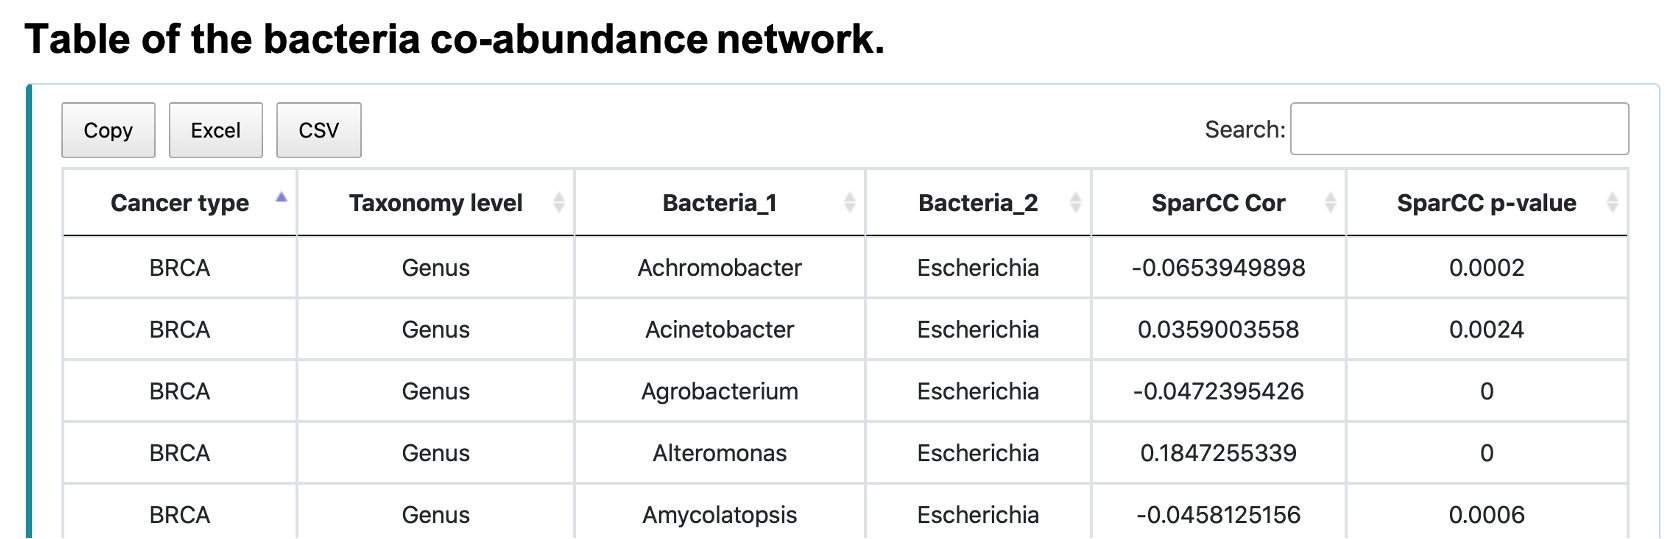 Table of the bacteria co-abundance network.
Copy Excel CSV Search:
Cancer type Taxonomy level Bacteria_1 Bacteria_2 SparCC Cor SparCC p-value
BRCA Genus Achromobacter Escherichia -0.0653949898 0.0002
BRCA Genus Acinetobacter Escherichia 0.0359003558 0.0024
BRCA Genus Agrobacterium Escherichia -0.0472395426 0
BRCA Genus Alteromonas Escherichia 0.1847255339 0
BRCA Genus Amycolatopsis Escherichia -0.0458125156 0.0006